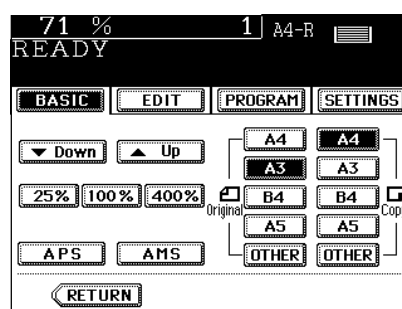 71 % 1 A4-R
READY
BASIC EDIT PROGRAM SETTINGS
Down Up
A4 A4
A3 A3
25% 100% 400%
Original B4 B4 Cop
A5 A5
APS AMS OTHER OTHER
RETURN